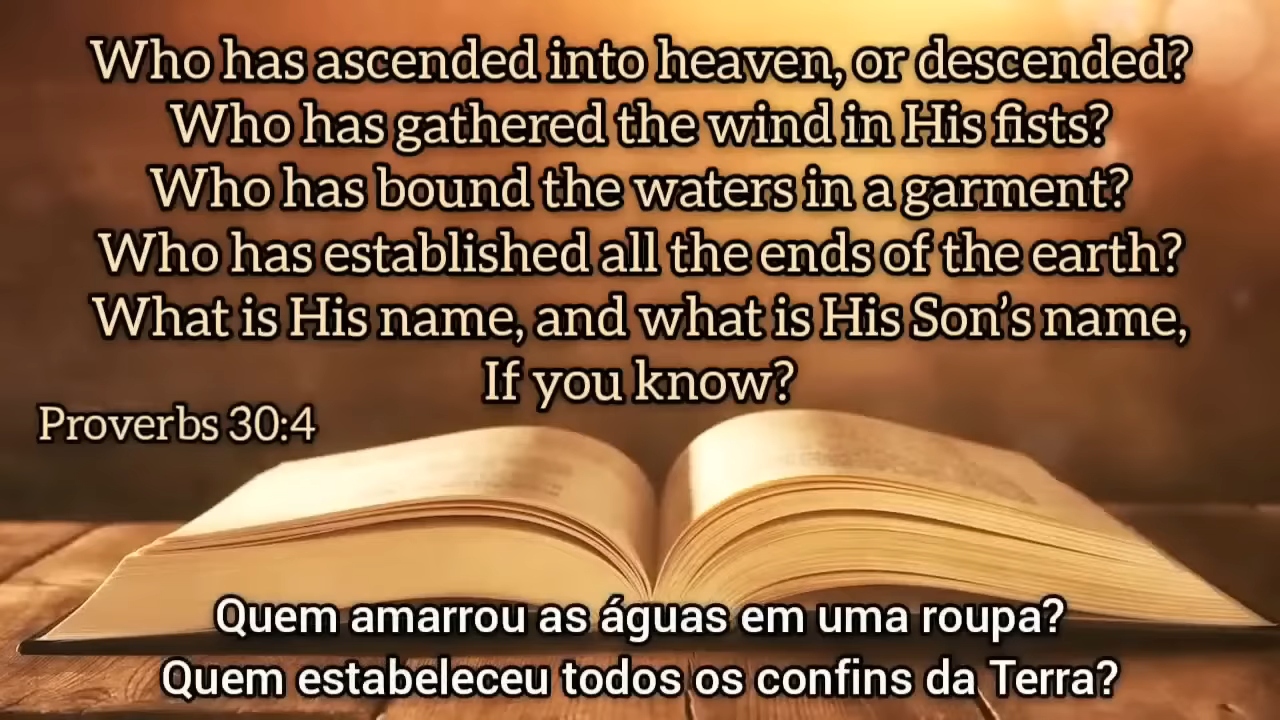 Who has ascended into heaven, or descended?
Who has gathered the wind in His fists?
Who has bound the waters in a garment?
Who has established all the ends of the earth?
What is His name, and what is His Son’s name,
If you know?
Proverbs 30:4
Quem amarrou as águas em uma roupa?
Quem estabeleceu todos os confins da Terra?